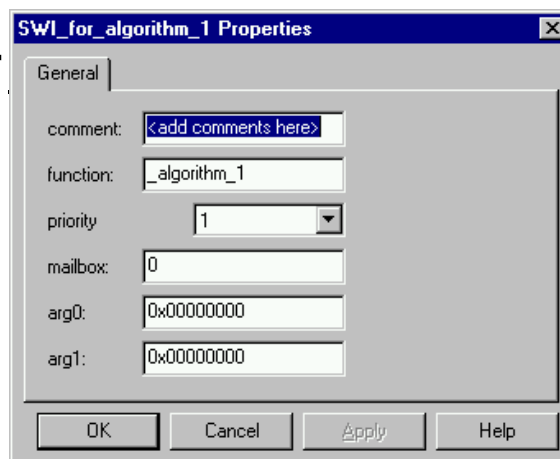 SWI_for_algorithm_1 Properties
General
comment: <add comments here>
function: _algorithm_1
priority 1
mailbox: 0
arg0: 0x00000000
arg1: 0x00000000
OK Cancel Apply Help